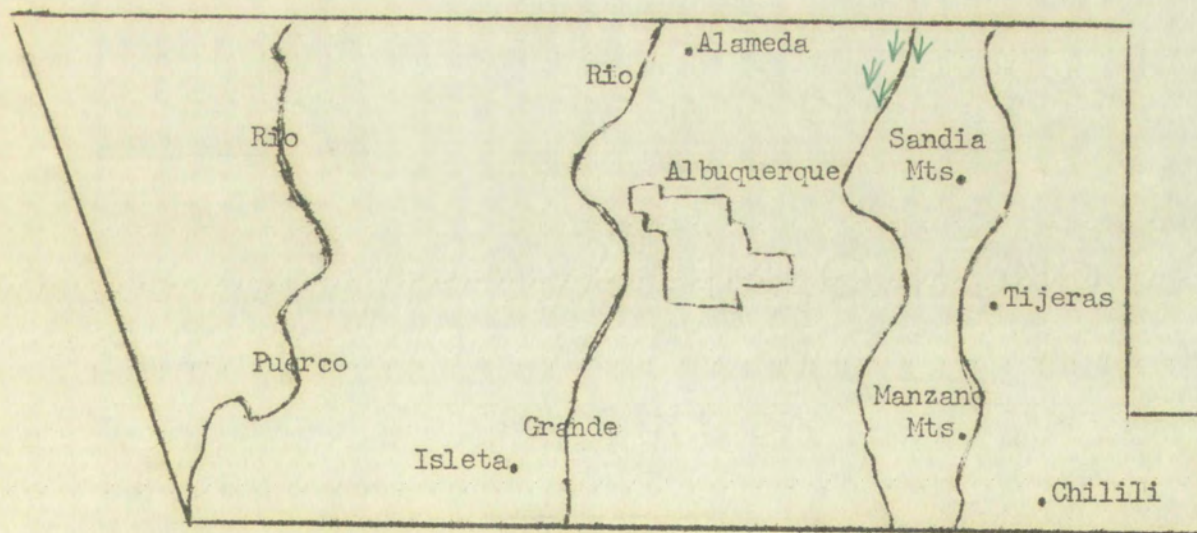 Alameda
Rio
Rio
Sandia
Mts.
Albuquerque
Tijeras
Puerco
Manzano
Mts.
Grande
Isleta.
Chilili